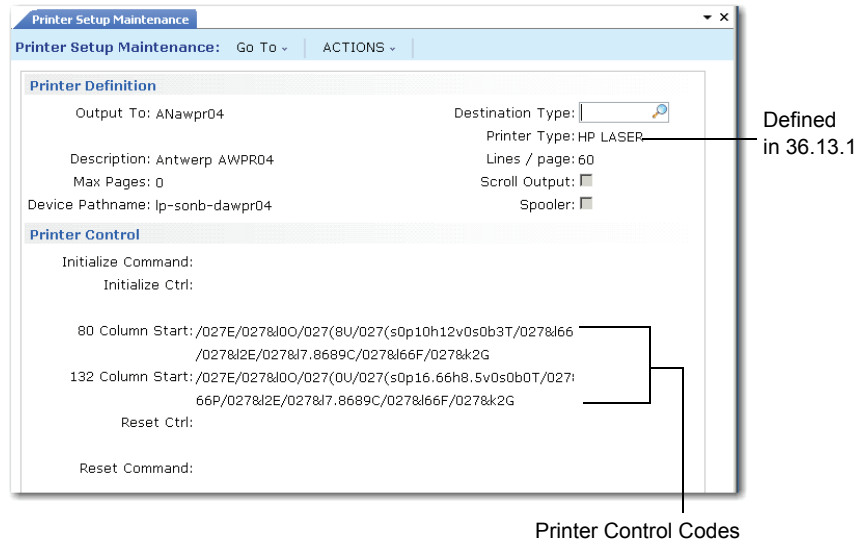 Printer Setup Maintenance
Printer Setup Maintenance: Go To ACTIONS
Printer Definition
Output To: ANawpr04 Destination Type:
Printer Type: HP LASER
Defined
in 36.13.1
Description: Antwerp AWPR04 Lines / page: 60
Max Pages: 0 Scroll Output:
Device Pathname: lp-sonb-dawpr04 Spooler:
Printer Control
Initialize Command:
Initialize Ctrl:
80 Column Start: /027E/027&l0O/027(8U/027(s0p10h12v0s0b3T/027&l66
/027&l2E/027&l7.8689C/027&l66F/027&k2G
132 Column Start: /027E/027&l0O/027(0U/027(s0p16.66h8.5v0s0b0T/027&
66P/027&l2E/027&l7.8689C/027&l66F/027&k2G
Reset Ctrl:
Reset Command:
Printer Control Codes